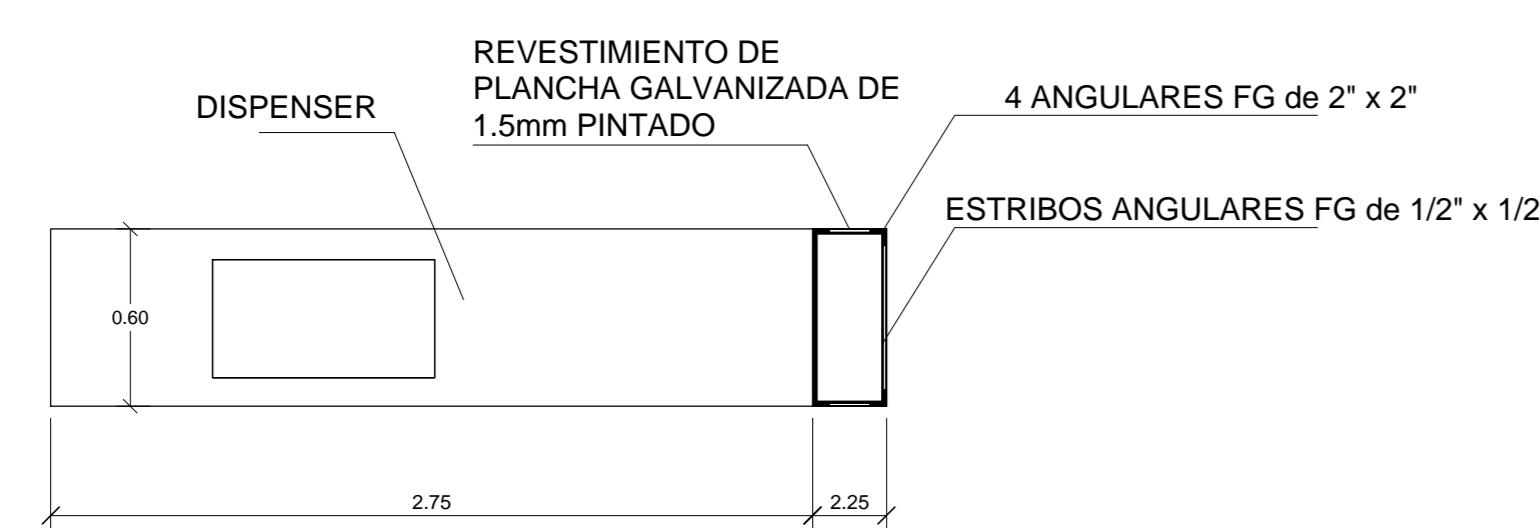 REVESTIMIENTO DE
PLANCHA GALVANIZADA DE
1.5mm PINTADO
DISPENSER
4 ANGULARES FG de 2" x 2"
ESTRIBOS ANGULARES FG de 1/2" x 1/2
0.60
2.75
2.25